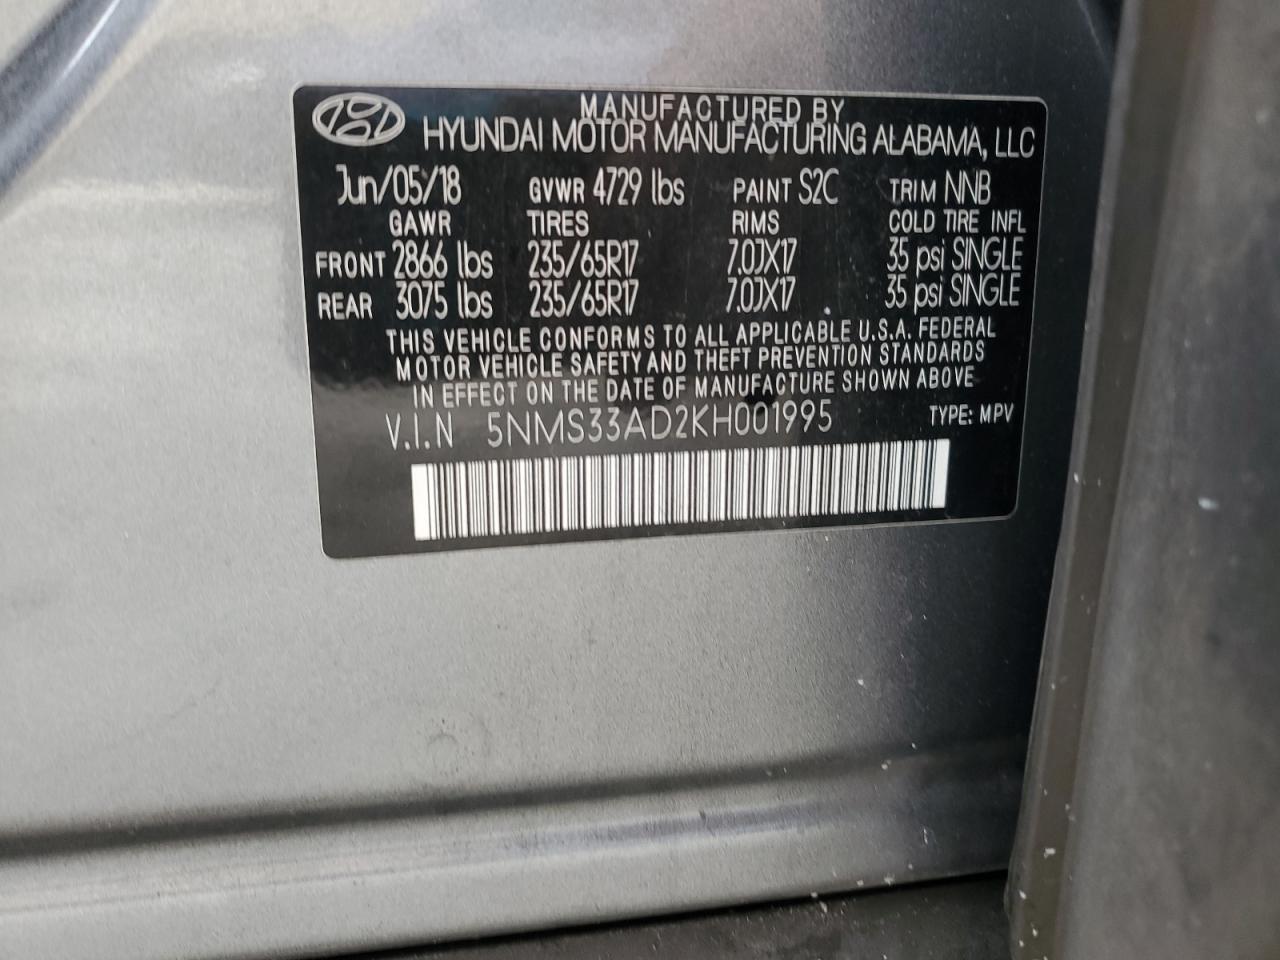 MANUFACTURED BY
HYUNDAI MOTOR MANUFACTURING ALABAMA, LLC
Jun/05/18 GVWR 4729 lbs PAINT S2C TRIM NNB
GAWR TIRES RIMS COLD TIRE INFL
FRONT 2866 lbs 235/65R17 7.0JX17 35 psi SINGLE
REAR 3075 lbs 235/65R17 7.0JX17 35 psi SINGLE
THIS VEHICLE CONFORMS TO ALL APPLICABLE U.S.A. FEDERAL
MOTOR VEHICLE SAFETY AND THEFT PREVENTION STANDARDS
IN EFFECT ON THE DATE OF MANUFACTURE SHOWN ABOVE
V.I.N 5NMS33AD2KH001995 TYPE: MPV